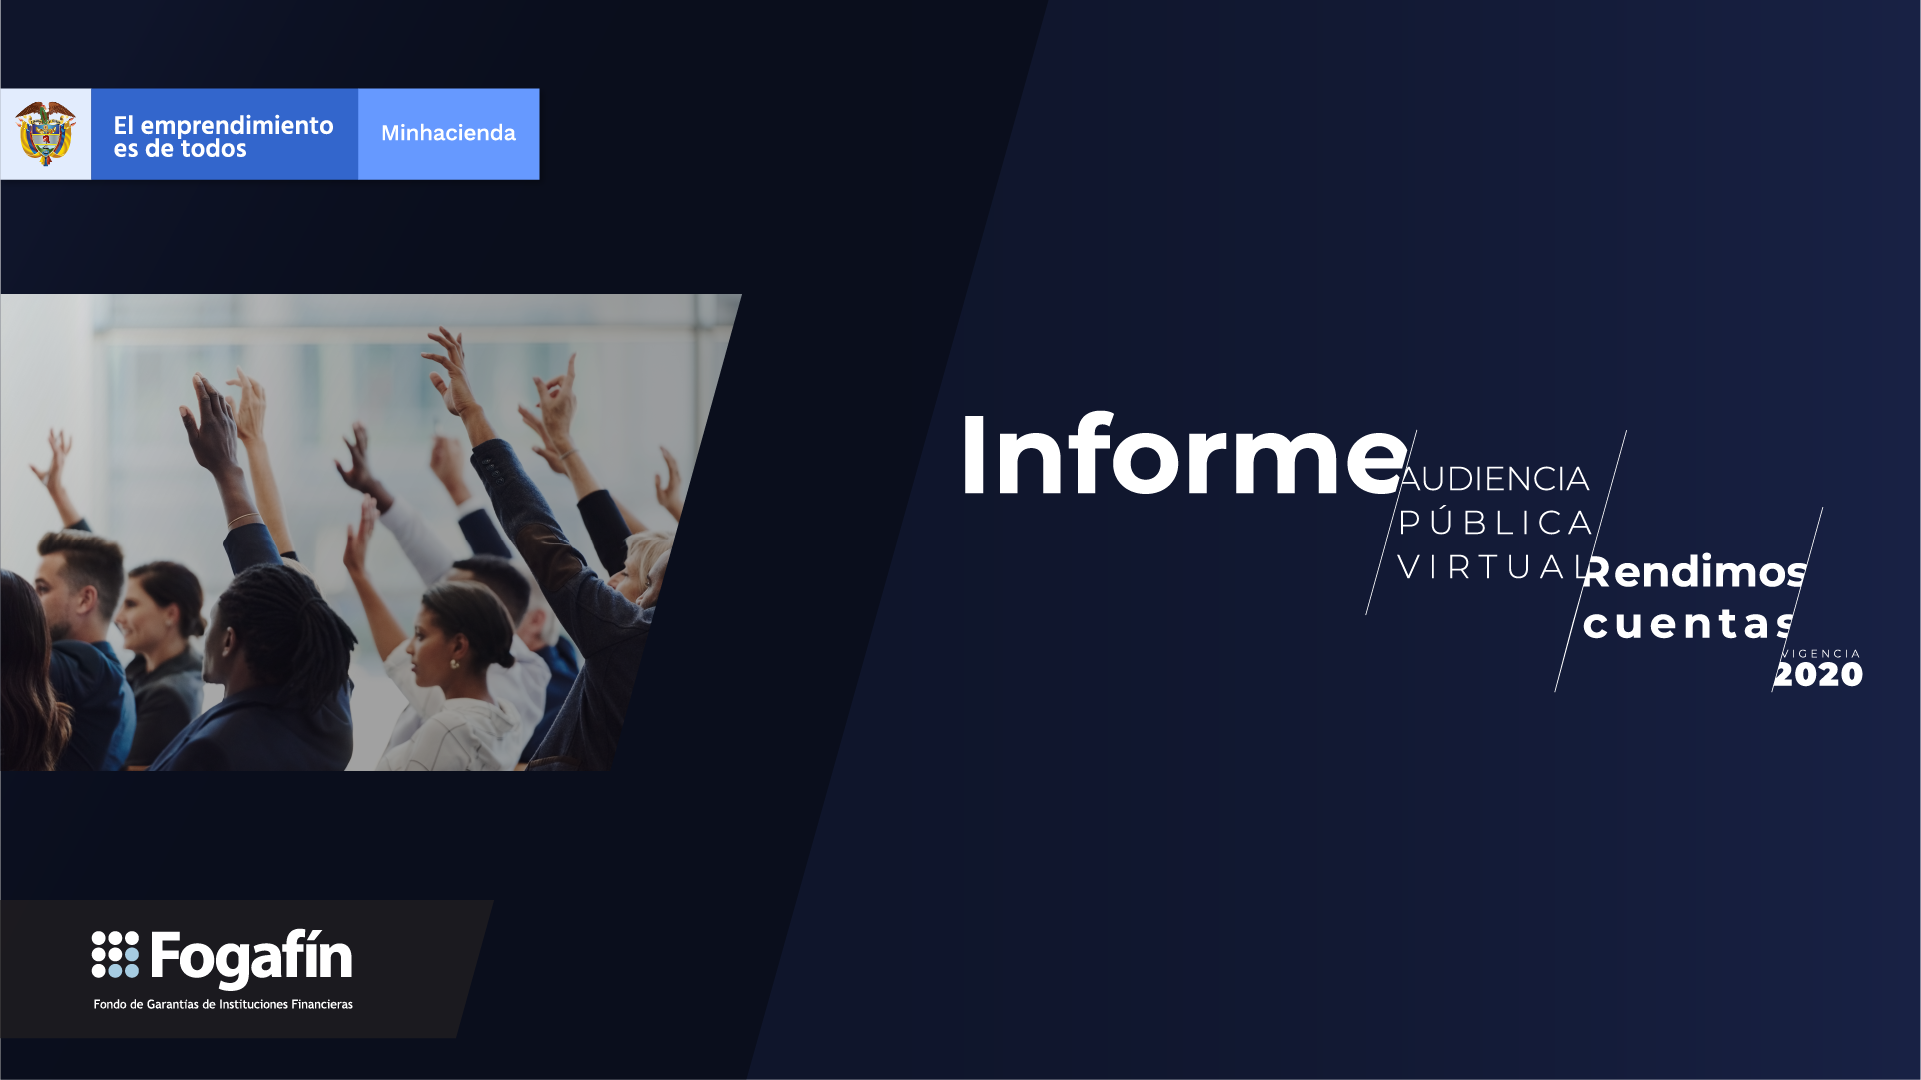 El emprendimiento
es de todos
Minhacienda
Informe
AUDIENCIA
PÚBLICA
VIRTUAL
Rendimos
cuentas
VIGENCIA
2020
Fogafín
Fondo de Garantías de Instituciones Financieras